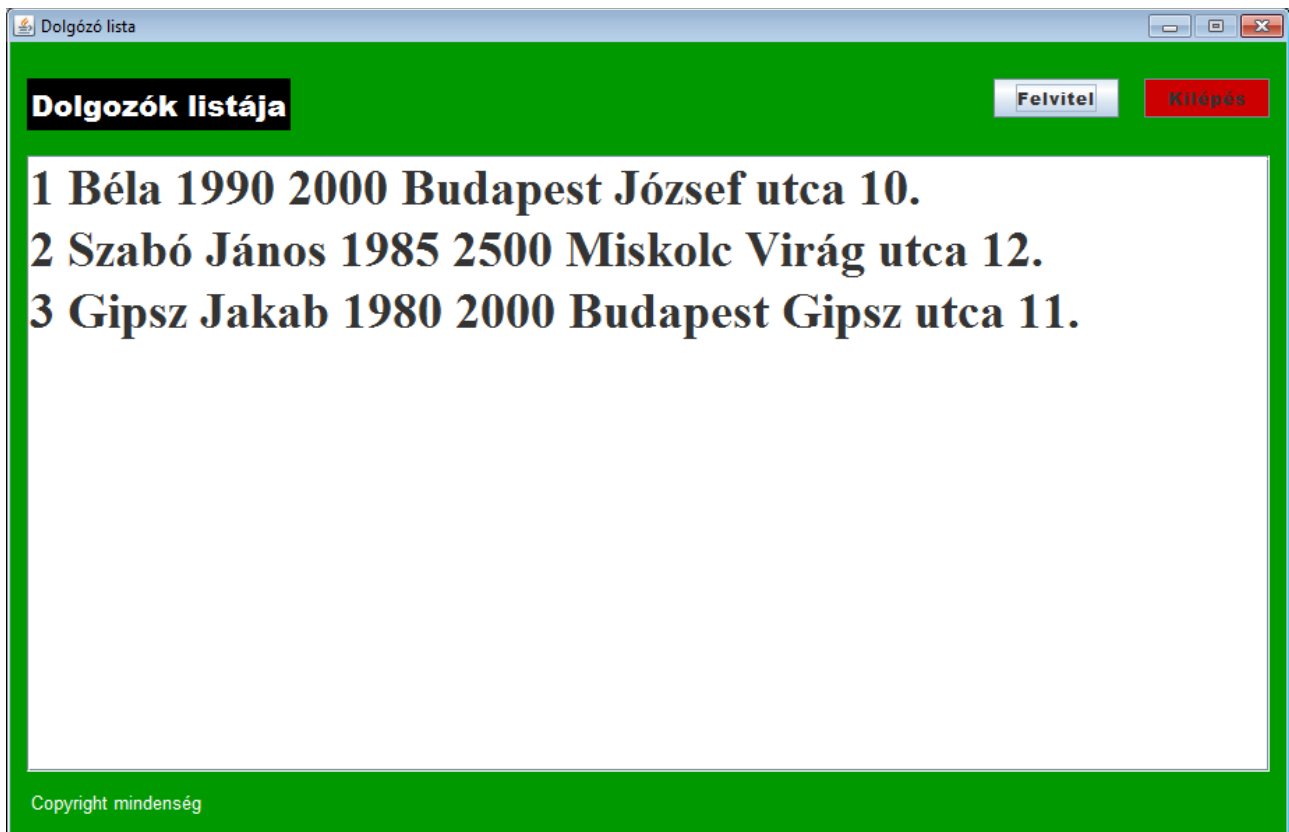 Dolgózó lista
Dolgozók listája
Felvitel
Kilépés
1 Béla 1990 2000 Budapest József utca 10.
2 Szabó János 1985 2500 Miskolc Virág utca 12.
3 Gipsz Jakab 1980 2000 Budapest Gipsz utca 11.
Copyright mindenség